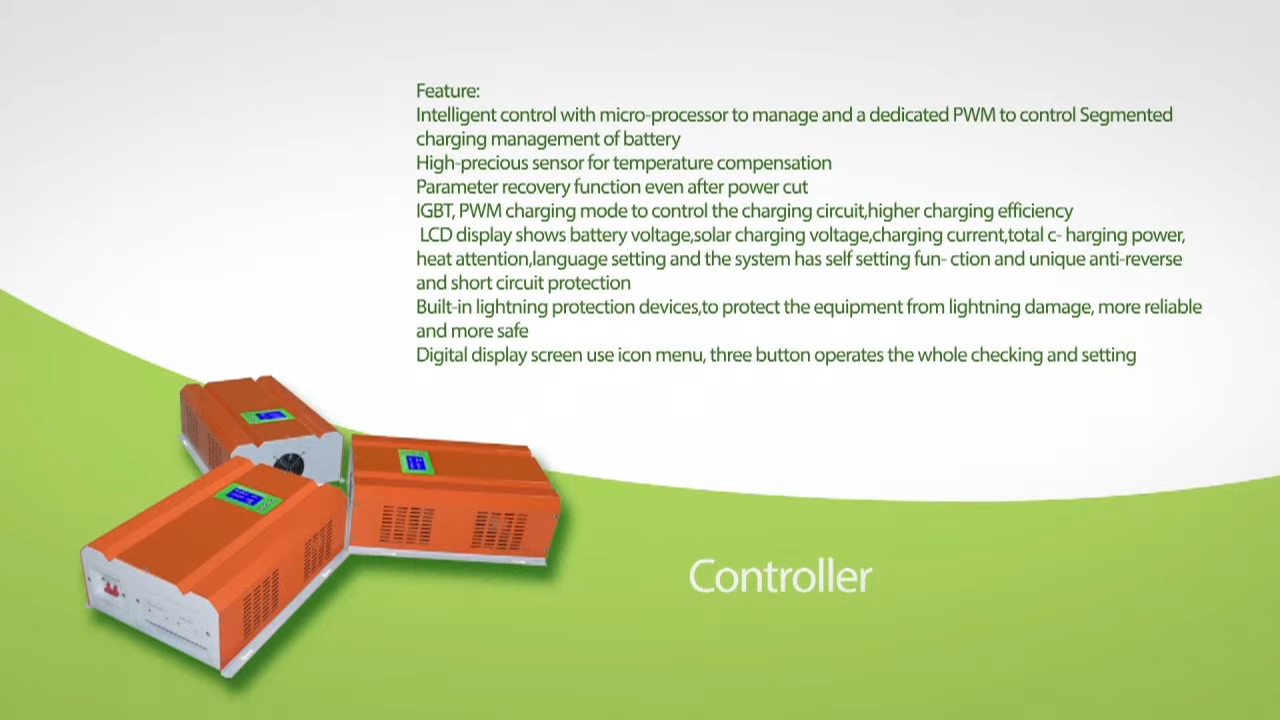 Feature:
Intelligent control with micro-processor to manage and a dedicated PWM to control Segmented
charging management of battery
High-precious sensor for temperature compensation
Parameter recovery function even after power cut
IGBT, PWM charging mode to control the charging circuit,higher charging efficiency
LCD display shows battery voltage,solar charging voltage,charging current,total c- harging power,
heat attention,language setting and the system has self setting fun- ction and unique anti-reverse
and short circuit protection
Built-in lightning protection devices,to protect the equipment from lightning damage, more reliable
and more safe
Digital display screen use icon menu, three button operates the whole checking and setting
Controller